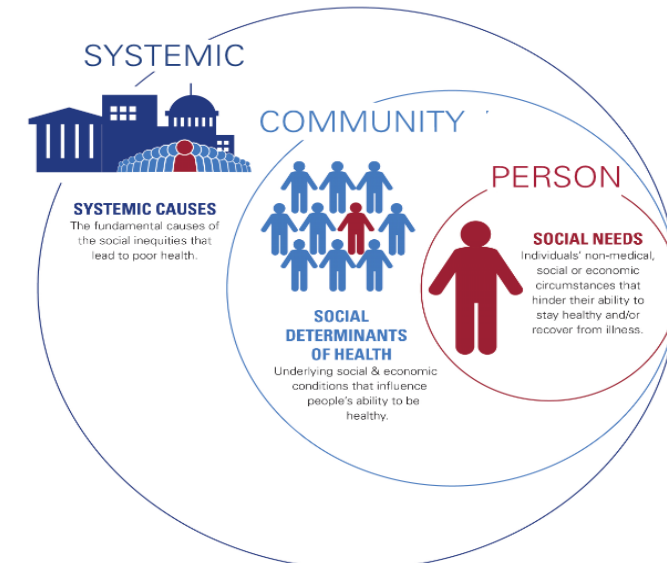 SYSTEMIC
SYSTEMIC CAUSES
The fundamental causes of
the social inequities that
lead to poor health.
COMMUNITY
SOCIAL
DETERMINANTS
OF HEALTH
Underlying social & economic
conditions that influence
people's ability to be
healthy.
PERSON
SOCIAL NEEDS
Individuals' non-medical,
social or economic
circumstances that
hinder their ability to
stay healthy and/or
recover from illness.